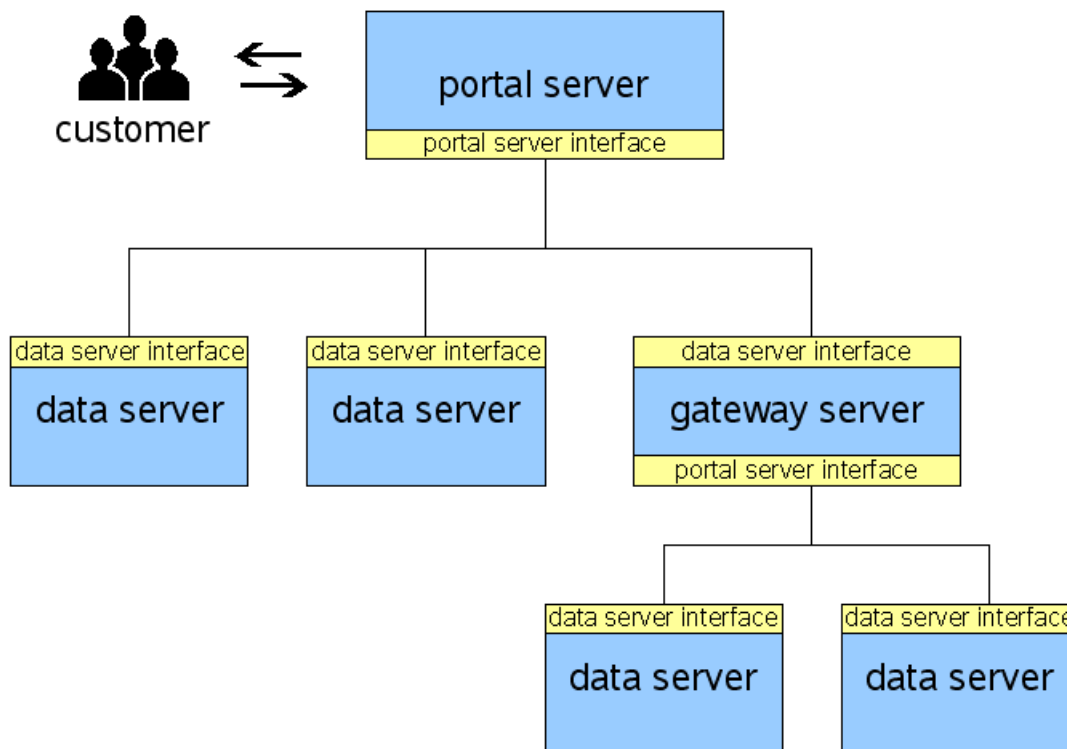 portal server
customer
portal server interface
data server interface
data server interface
data server interface
data server
data server
gateway server
portal server interface
data server interface
data server interface
data server
data server